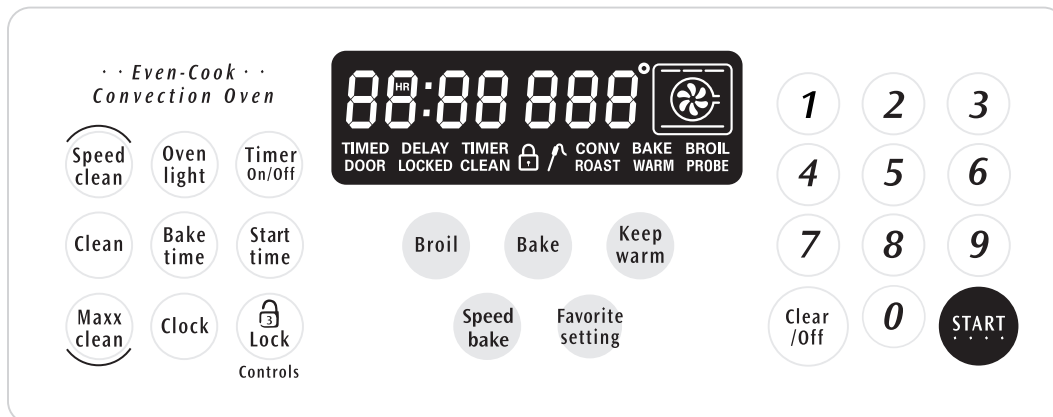 · · Even-Cook · ·
Convection Oven
Speed
clean
Oven
light
Timer
On/Off
Clean
Bake
time
Start
time
Maxx
clean
Clock
3
Lock
Controls
88:88 888°
HR
TIMED DELAY TIMER CONV BAKE BROIL
DOOR LOCKED CLEAN ROAST WARM PROBE
Broil
Bake
Keep
warm
Speed
bake
Favorite
setting
1 2 3
4 5 6
7 8 9
Clear
/Off
0
START